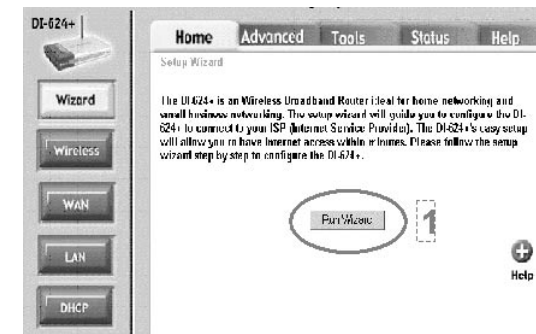 DI-624+
Home Advanced Tools Status Help
Setup Wizard
Wizard
Wireless
WAN
LAN
DHCP
The DI-624+ is an Wireless Broadband Router ideal for home networking and
small business networking. The setup wizard will guide you to configure the DI-
624+ to connect to your ISP (Internet Service Provider). The DI-624+'s easy setup
will allow you to have Internet access within minutes. Please follow the setup
wizard step by step to configure the DI-624+.
Run Wizard
1
Help